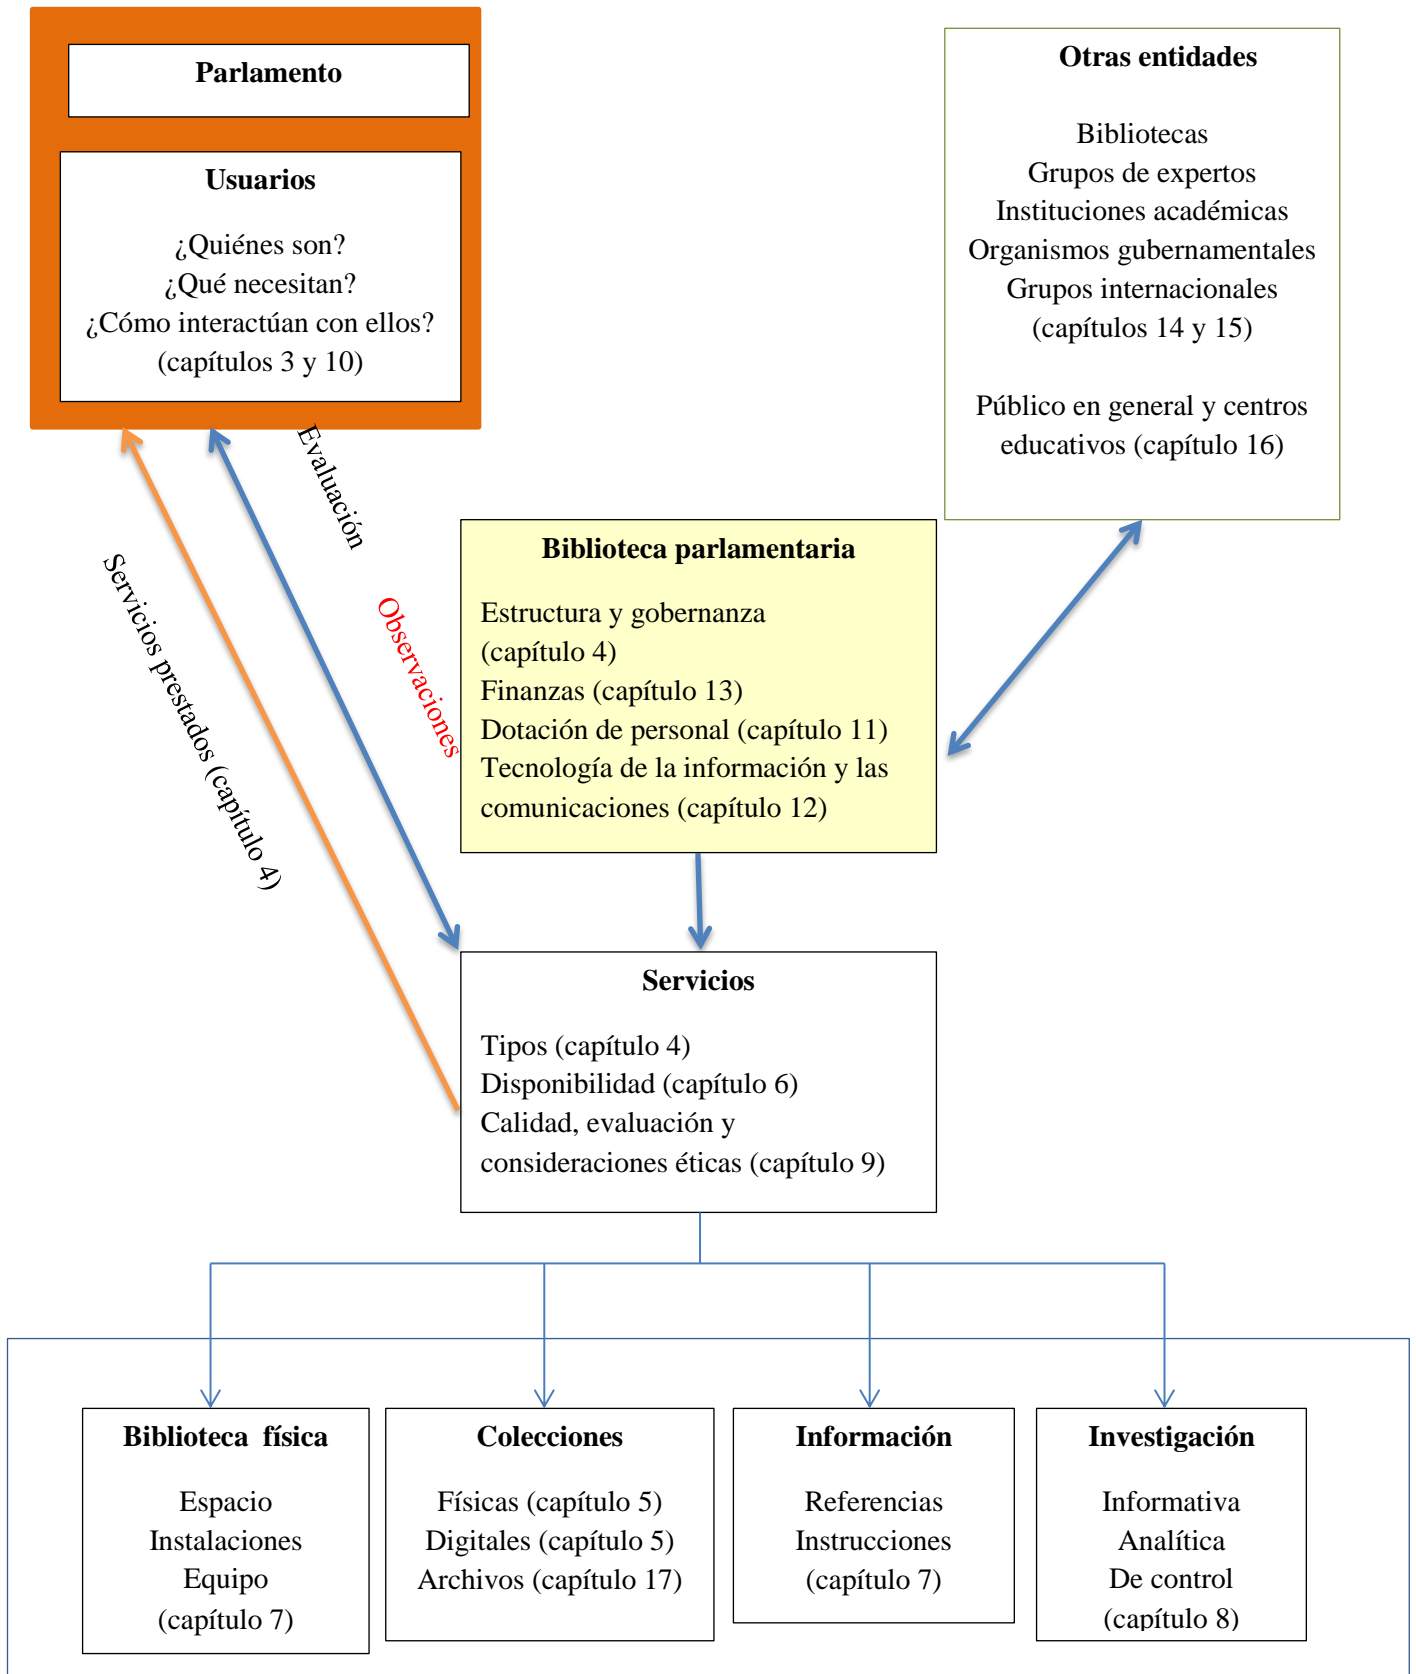 Parlamento
Usuarios
¿Quiénes son?
¿Qué necesitan?
¿Cómo interactúan con ellos?
(capítulos 3 y 10)
Otras entidades
Bibliotecas
Grupos de expertos
Instituciones académicas
Organismos gubernamentales
Grupos internacionales
(capítulos 14 y 15)
Público en general y centros
educativos (capítulo 16)
Evaluación
Observaciones
Servicios prestados (capítulo 4)
Biblioteca parlamentaria
Estructura y gobernanza
(capítulo 4)
Finanzas (capítulo 13)
Dotación de personal (capítulo 11)
Tecnología de la información y las
comunicaciones (capítulo 12)
Servicios
Tipos (capítulo 4)
Disponibilidad (capítulo 6)
Calidad, evaluación y
consideraciones éticas (capítulo 9)
Biblioteca física
Espacio
Instalaciones
Equipo
(capítulo 7)
Colecciones
Físicas (capítulo 5)
Digitales (capítulo 5)
Archivos (capítulo 17)
Información
Referencias
Instrucciones
(capítulo 7)
Investigación
Informativa
Analítica
De control
(capítulo 8)